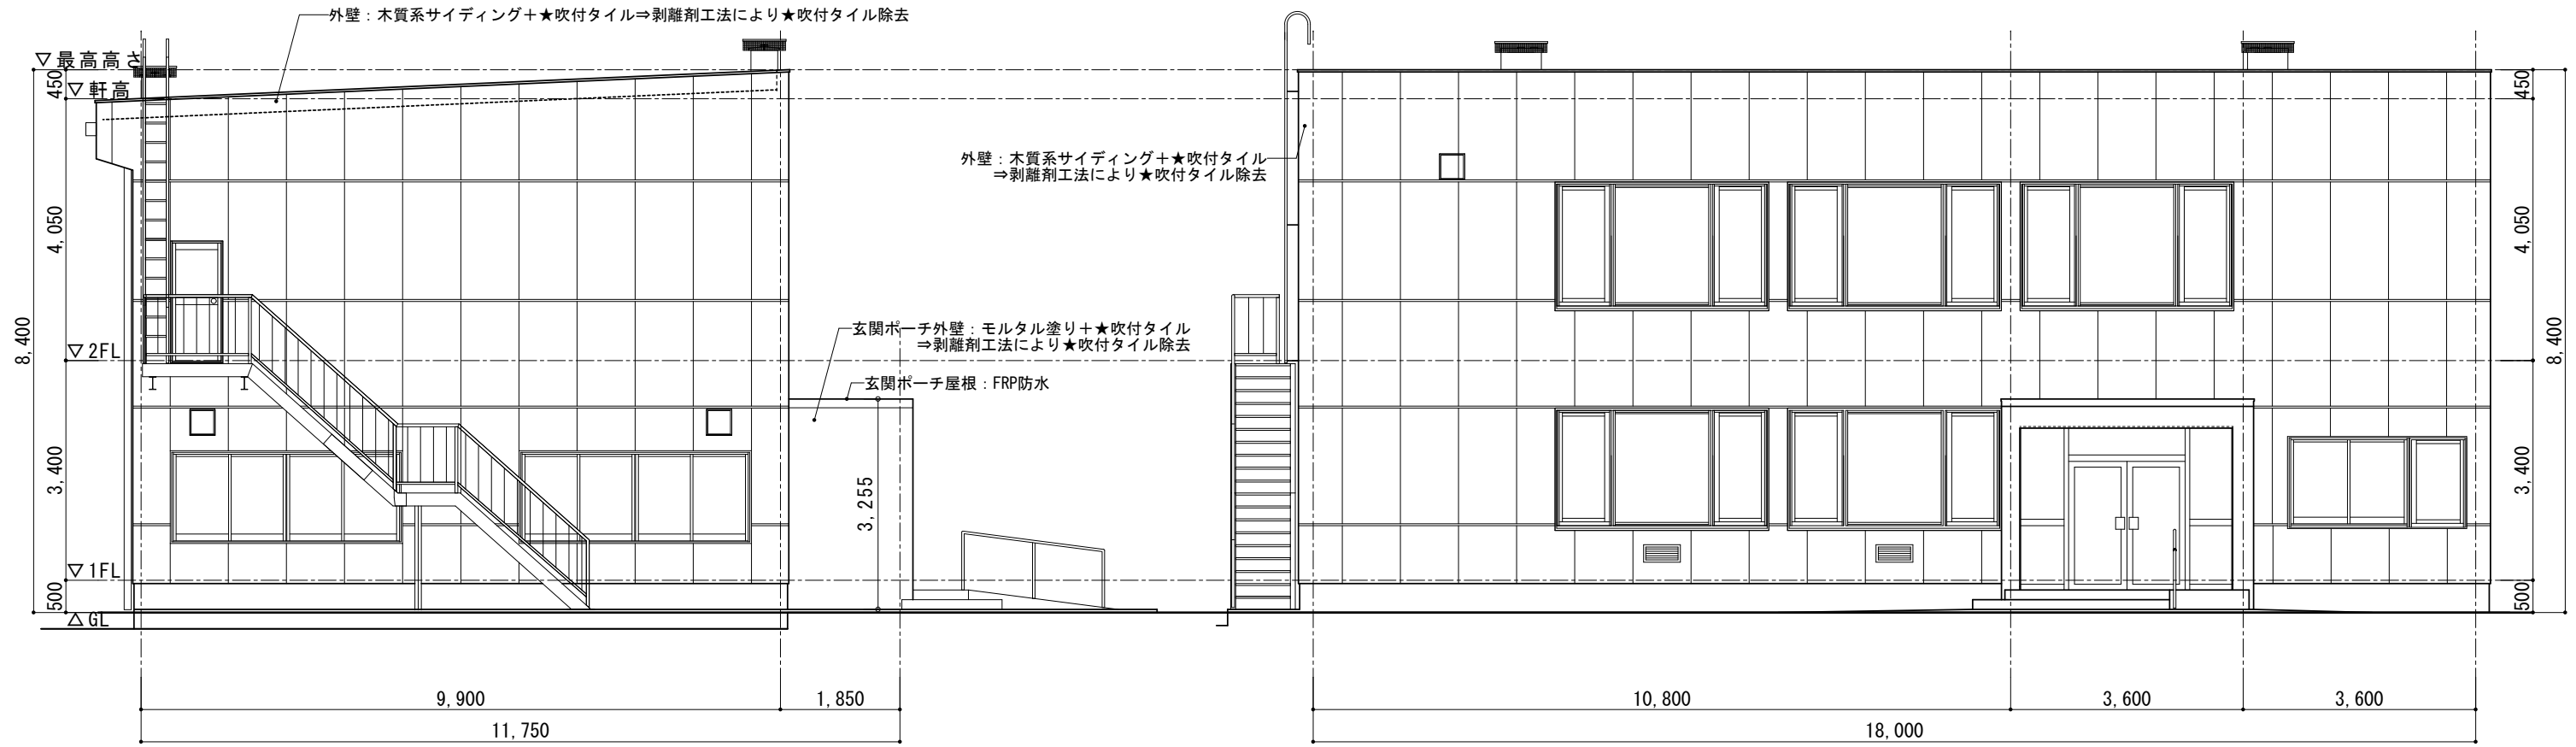 外壁：木質系サイディング＋★吹付タイル⇒剥離剤工法により★吹付タイル除去
▽最高高さ
450
▽軒高
4,050
8,400
▽2FL
3,400
▽1FL
500
△GL
外壁：木質系サイディング＋★吹付タイル
⇒剥離剤工法により★吹付タイル除去
玄関ポーチ外壁：モルタル塗り＋★吹付タイル
⇒剥離剤工法により★吹付タイル除去
玄関ポーチ屋根：FRP防水
3,255
450
4,050
8,400
3,400
500
9,900
1,850
11,750
10,800
3,600
3,600
18,000